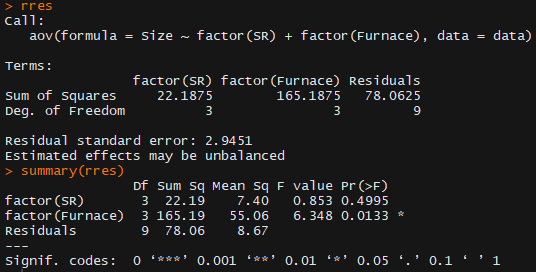 > rres
Call:
   aov(formula = Size ~ factor(SR) + factor(Furnace), data = data)

Terms:
                factor(SR) factor(Furnace) Residuals
Sum of Squares     22.1875        165.1875   78.0625
Deg. of Freedom          3               3         9

Residual standard error: 2.9451
Estimated effects may be unbalanced
> summary(rres)
                Df Sum Sq Mean Sq F value Pr(>F)
factor(SR)       3  22.19    7.40   0.853 0.4995
factor(Furnace)  3 165.19   55.06   6.348 0.0133 *
Residuals        9  78.06    8.67
---
Signif. codes:  0 ‘***’ 0.001 ‘**’ 0.01 ‘*’ 0.05 ‘.’ 0.1 ‘ ’ 1